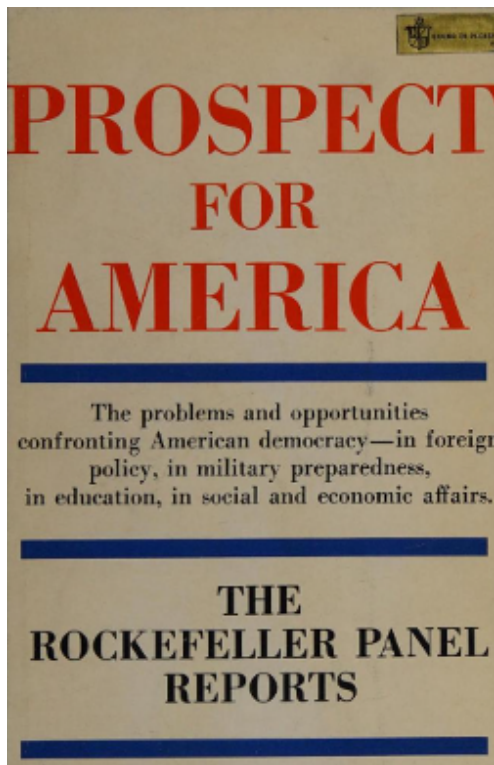 PROSPECT
FOR
AMERICA
The problems and opportunities
confronting American democracy—in foreign
policy, in military preparedness,
in education, in social and economic affairs.
THE
ROCKEFELLER PANEL
REPORTS